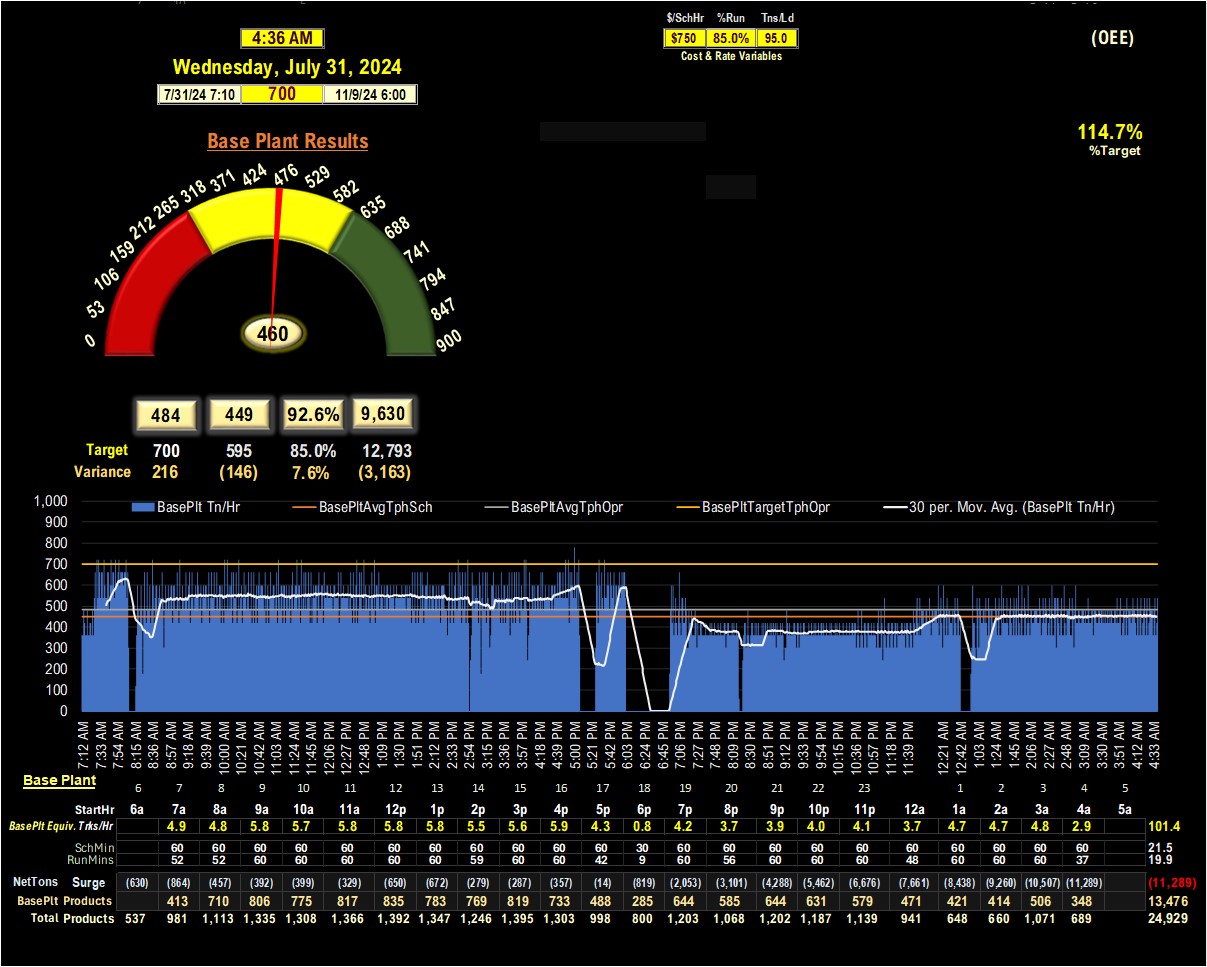 $/SchHr %Run Tns/Ld
4:36 AM $750 85.0% 95.0 (OEE)
Cost & Rate Variables
Wednesday, July 31, 2024
7/31/24 7:10 700 11/9/24 6:00
114.7%
Base Plant Results %Target
0 53 106 159 212 265 318 371 424 476 529 582 635 688 741 794 847 900
460
484 449 92.6% 9,630
Target 700 595 85.0% 12,793
Variance 216 (146) 7.6% (3,163)
BasePlt Tn/Hr BasePltAvgTphSch BasePltAvgTphOpr BasePltTargetTphOpr 30 per. Mov. Avg. (BasePlt Tn/Hr)
1,000
900
800
700
600
500
400
300
200
100
0
7:12 AM 7:33 AM 7:54 AM 8:15 AM 8:36 AM 8:57 AM 9:18 AM 9:39 AM 10:00 AM 10:21 AM 10:42 AM 11:03 AM 11:24 AM 11:45 AM 12:06 PM 12:27 PM 12:48 PM 1:09 PM 1:30 PM 1:51 PM 2:12 PM 2:33 PM 2:54 PM 3:15 PM 3:36 PM 3:57 PM 4:18 PM 4:39 PM 5:00 PM 5:21 PM 5:42 PM 6:03 PM 6:24 PM 6:45 PM 7:06 PM 7:27 PM 7:48 PM 8:09 PM 8:30 PM 8:51 PM 9:12 PM 9:33 PM 9:54 PM 10:15 PM 10:36 PM 10:57 PM 11:18 PM 11:39 PM 12:21 AM 12:42 AM 1:03 AM 1:24 AM 1:45 AM 2:06 AM 2:27 AM 2:48 AM 3:09 AM 3:30 AM 3:51 AM 4:12 AM 4:33 AM
Base Plant
6 7 8 9 10 11 12 13 14 15 16 17 18 19 20 21 22 23 1 2 3 4 5
StartHr 6a 7a 8a 9a 10a 11a 12p 1p 2p 3p 4p 5p 6p 7p 8p 9p 10p 11p 12a 1a 2a 3a 4a 5a
BasePlt Equiv. Trks/Hr 4.9 4.8 5.8 5.7 5.8 5.8 5.8 5.5 5.6 5.9 4.3 0.8 4.2 3.7 3.9 4.0 4.1 3.7 4.7 4.7 4.8 2.9 101.4
SchMin 60 60 60 60 60 60 60 60 60 60 60 30 60 60 60 60 60 60 60 60 60 60 21.5
RunMins 52 52 60 60 60 60 60 59 60 60 42 9 60 56 60 60 60 48 60 60 60 37 19.9
NetTons Surge (630) (864) (457) (392) (399) (329) (650) (672) (279) (287) (357) (14) (819) (2,053) (3,101) (4,288) (5,462) (6,676) (7,661) (8,438) (9,260) (10,507) (11,289) (11,289)
BasePlt Products 413 710 806 775 817 835 783 769 819 733 488 285 644 585 644 631 579 471 421 414 506 348 13,476
Total Products 537 981 1,113 1,335 1,308 1,366 1,392 1,347 1,246 1,395 1,303 998 800 1,203 1,068 1,202 1,187 1,139 941 648 660 1,071 689 24,929